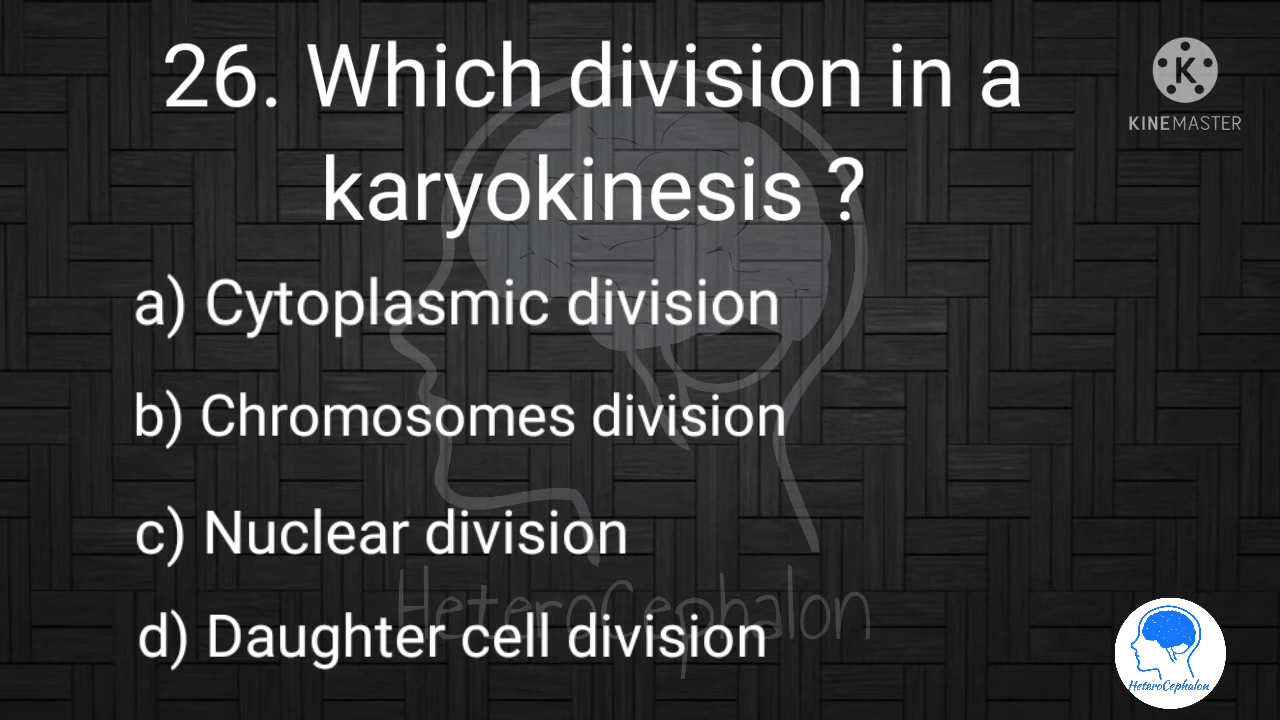 26. Which division in a
karyokinesis ?
KINEMASTER
a) Cytoplasmic division
b) Chromosomes division
c) Nuclear division
d) Daughter cell division
HeteroCephalon
HeteroCephalon